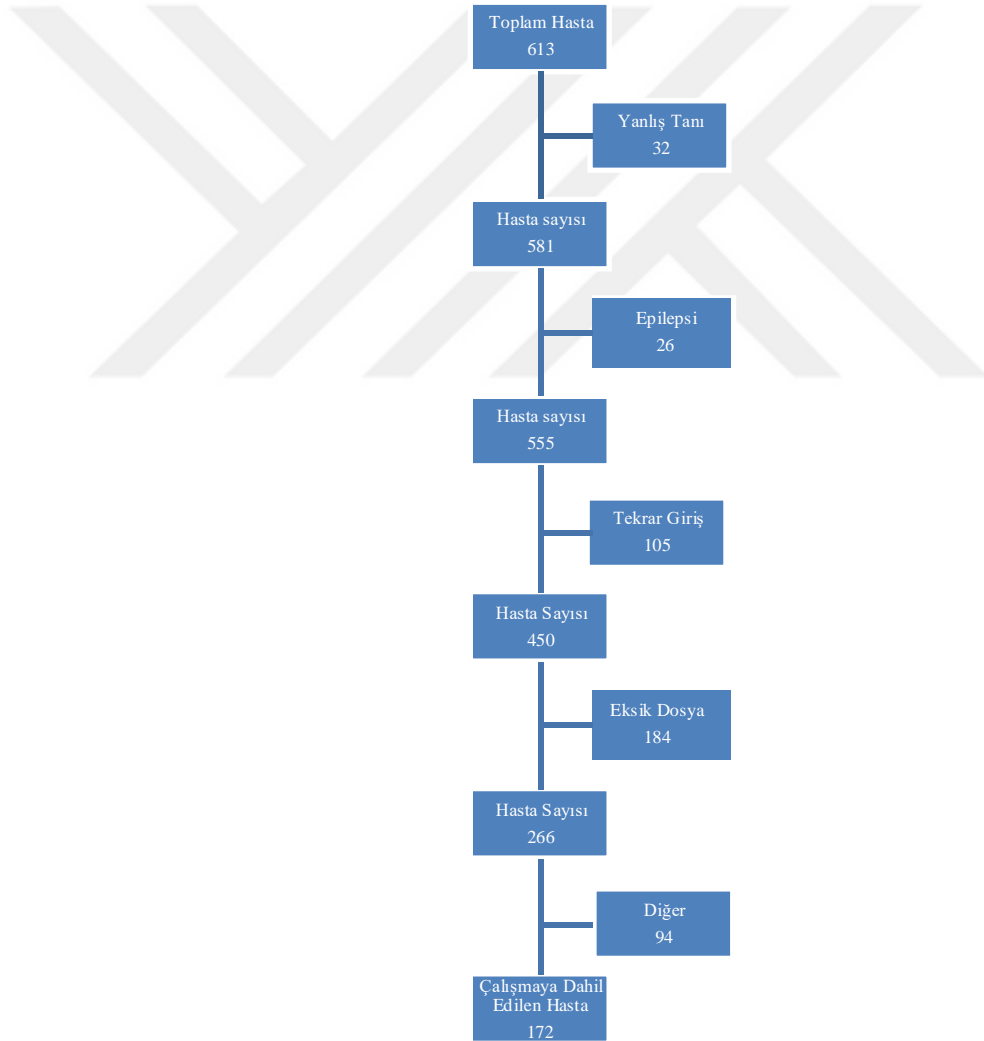 Toplam Hasta
613
Yanlış Tanı
32
Hasta sayısı
581
Epilepsi
26
Hasta sayısı
555
Tekrar Giriş
105
Hasta Sayısı
450
Eksik Dosya
184
Hasta Sayısı
266
Diğer
94
Çalışmaya Dahil
Edilen Hasta
172